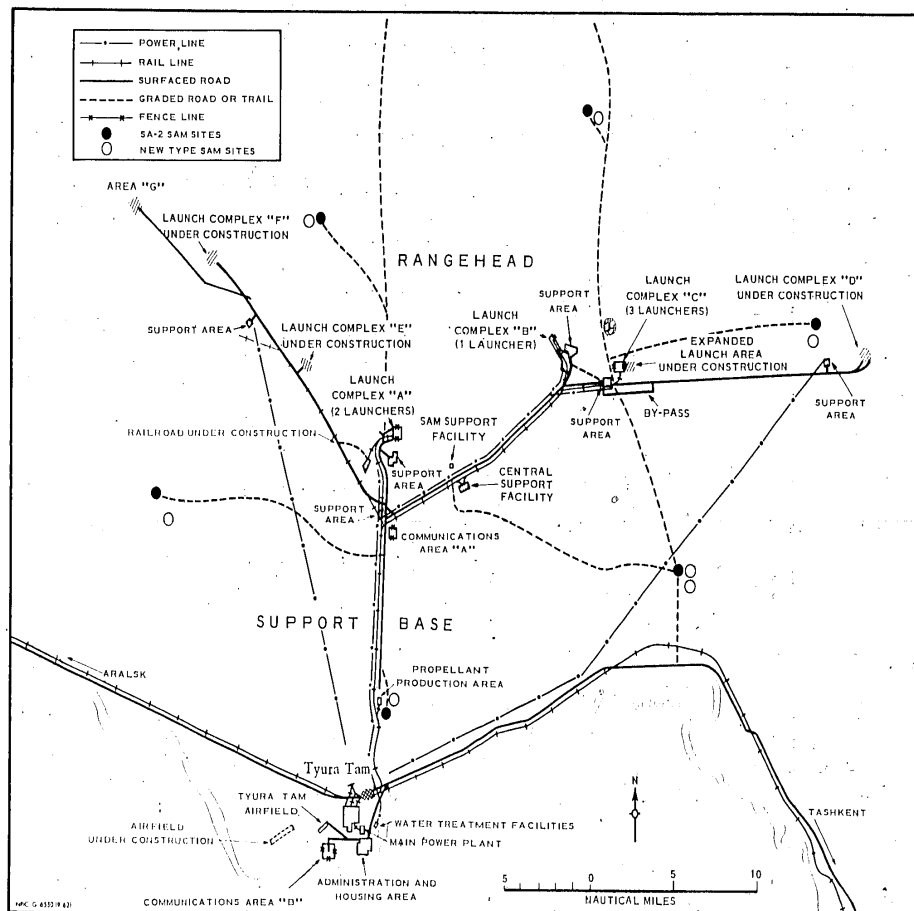 POWER LINE
RAIL LINE
SURFACED ROAD
GRADED ROAD OR TRAIL
FENCE LINE
SA-2 SAM SITES
NEW TYPE SAM SITES
AREA "G"
LAUNCH COMPLEX "F"
UNDER CONSTRUCTION
RANGEHEAD
SUPPORT AREA
LAUNCH COMPLEX "E"
UNDER CONSTRUCTION
LAUNCH
COMPLEX "B"
(1 LAUNCHER)
SUPPORT
AREA
LAUNCH
COMPLEX "C"
(3 LAUNCHERS)
LAUNCH COMPLEX "D"
UNDER CONSTRUCTION
EXPANDED
LAUNCH AREA
UNDER CONSTRUCTION
LAUNCH
COMPLEX "A"
(2 LAUNCHERS)
SUPPORT
AREA
BY-PASS
SUPPORT
AREA
RAILROAD UNDER CONSTRUCTION
SAM SUPPORT
FACILITY
SUPPORT
AREA
CENTRAL
SUPPORT
FACILITY
SUPPORT
AREA
COMMUNICATIONS
AREA "A"
SUPPORT BASE
ARALSK
PROPELLANT
PRODUCTION AREA
Tyura Tam
TYURA TAM
AIRFIELD
AIRFIELD
UNDER CONSTRUCTION
WATER TREATMENT FACILITIES
MAIN POWER PLANT
TASHKENT
N
COMMUNICATIONS AREA "B"
ADMINISTRATION AND
HOUSING AREA
5 0 5 10
NAUTICAL MILES